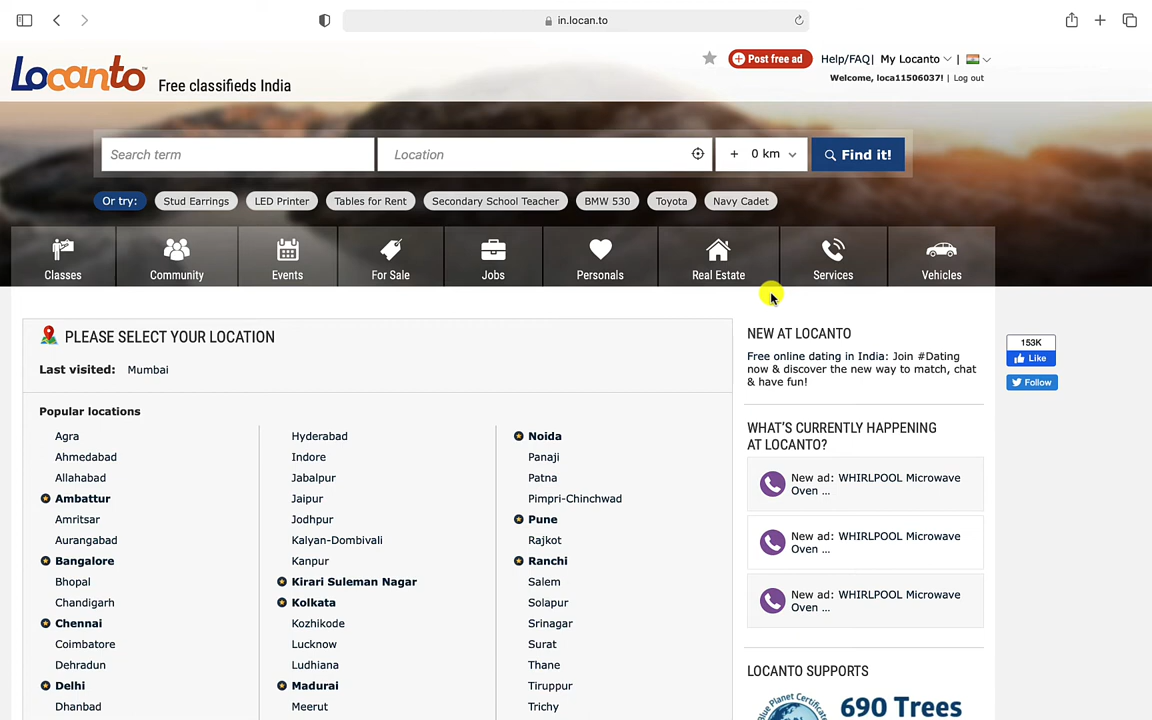 in.locan.to
Locanto™
Free classifieds India
Post free ad
Help/FAQ| My Locanto |
Welcome, loca11506037! | Log out
Search term
Location
+ 0 km
Find it!
Or try: Stud Earrings LED Printer Tables for Rent Secondary School Teacher BMW 530 Toyota Navy Cadet
Classes Community Events For Sale Jobs Personals Real Estate Services Vehicles
PLEASE SELECT YOUR LOCATION
Last visited: Mumbai
Popular locations
Agra
Ahmedabad
Allahabad
Ambattur
Amritsar
Aurangabad
Bangalore
Bhopal
Chandigarh
Chennai
Coimbatore
Dehradun
Delhi
Dhanbad
Hyderabad
Indore
Jabalpur
Jaipur
Jodhpur
Kalyan-Dombivali
Kanpur
Kirari Suleman Nagar
Kolkata
Kozhikode
Lucknow
Ludhiana
Madurai
Meerut
Noida
Panaji
Patna
Pimpri-Chinchwad
Pune
Rajkot
Ranchi
Salem
Solapur
Srinagar
Surat
Thane
Tiruppur
Trichy
NEW AT LOCANTO
Free online dating in India: Join #Dating
now & discover the new way to match, chat
& have fun!
WHAT'S CURRENTLY HAPPENING
AT LOCANTO?
New ad: WHIRLPOOL Microwave
Oven ...
New ad: WHIRLPOOL Microwave
Oven ...
New ad: WHIRLPOOL Microwave
Oven ...
LOCANTO SUPPORTS
690 Trees
153K
Like
Follow